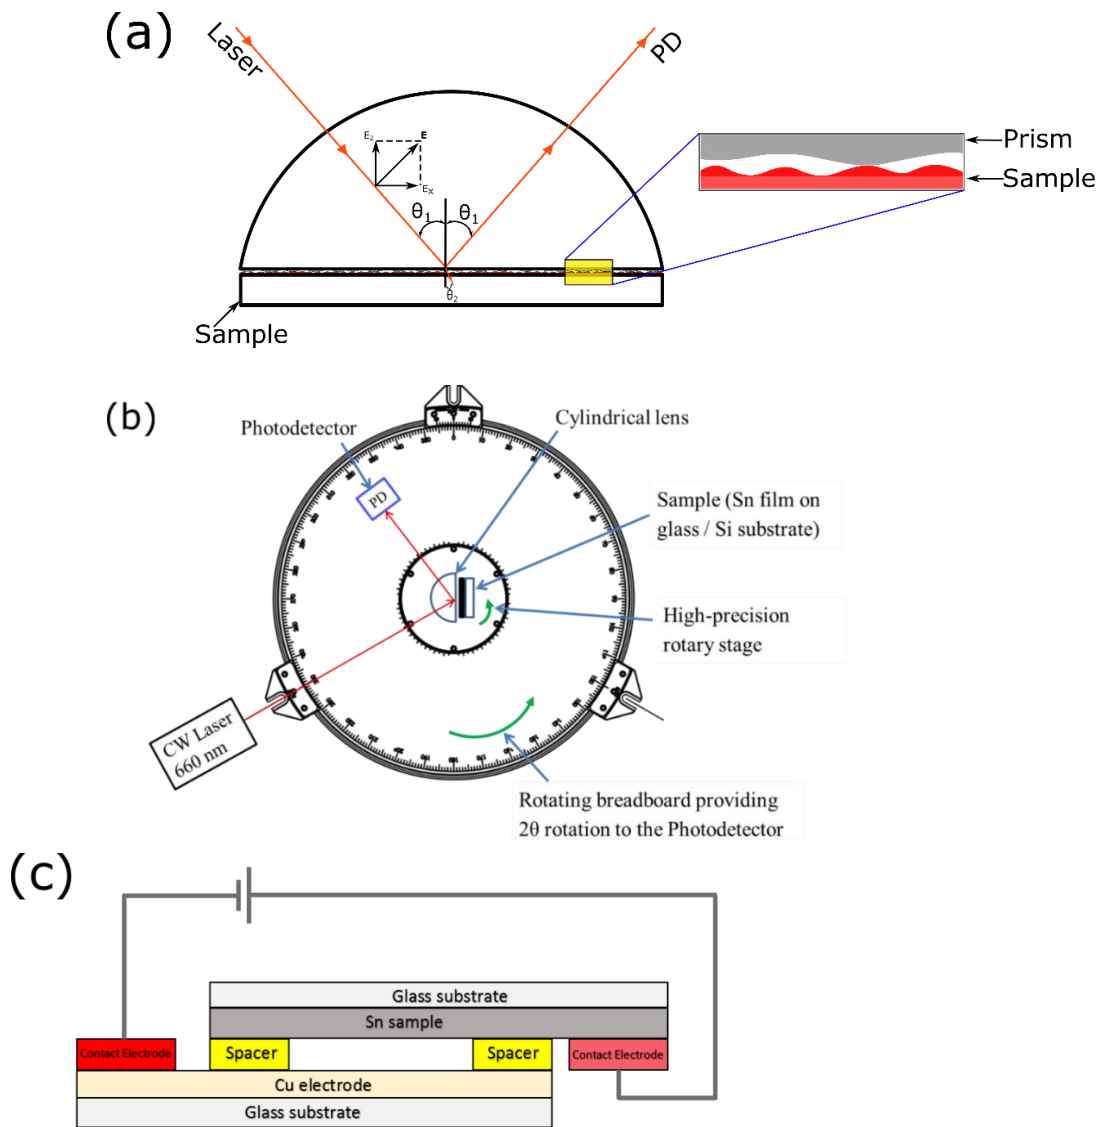 (a)
Laser
PD
E₂
E
Eₓ
θ₁
θ₁
θ₂
Prism
Sample
Sample
(b)
Photodetector
Cylindrical lens
PD
Sample (Sn film on
glass / Si substrate)
High-precision
rotary stage
CW Laser
660 nm
Rotating breadboard providing
2θ rotation to the Photodetector
(c)
Glass substrate
Sn sample
Contact Electrode
Spacer
Spacer
Contact Electrode
Cu electrode
Glass substrate